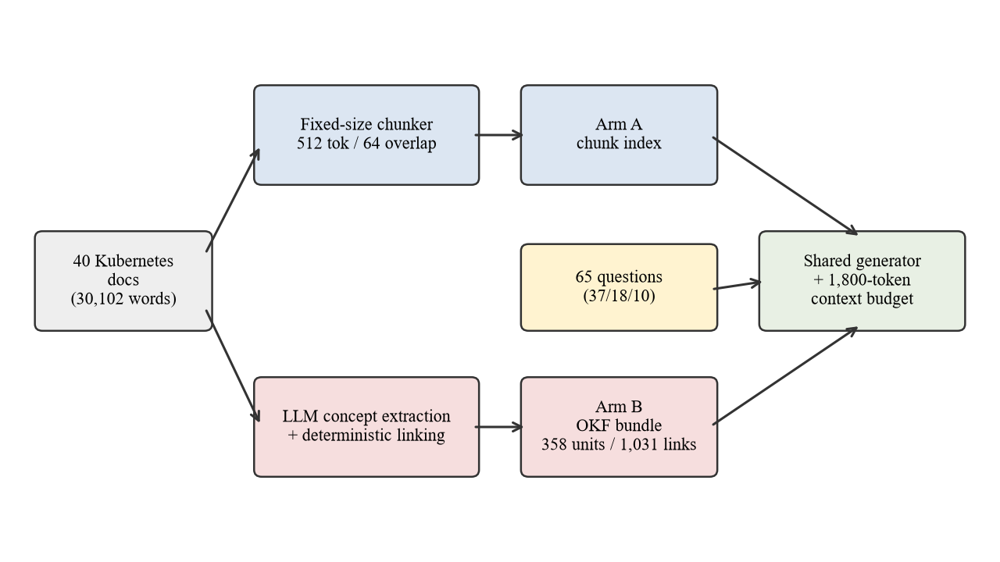 Fixed-size chunker
512 tok / 64 overlap
Arm A
chunk index
40 Kubernetes
docs
(30,102 words)
65 questions
(37/18/10)
Shared generator
+ 1,800-token
context budget
LLM concept extraction
+ deterministic linking
Arm B
OKF bundle
358 units / 1,031 links